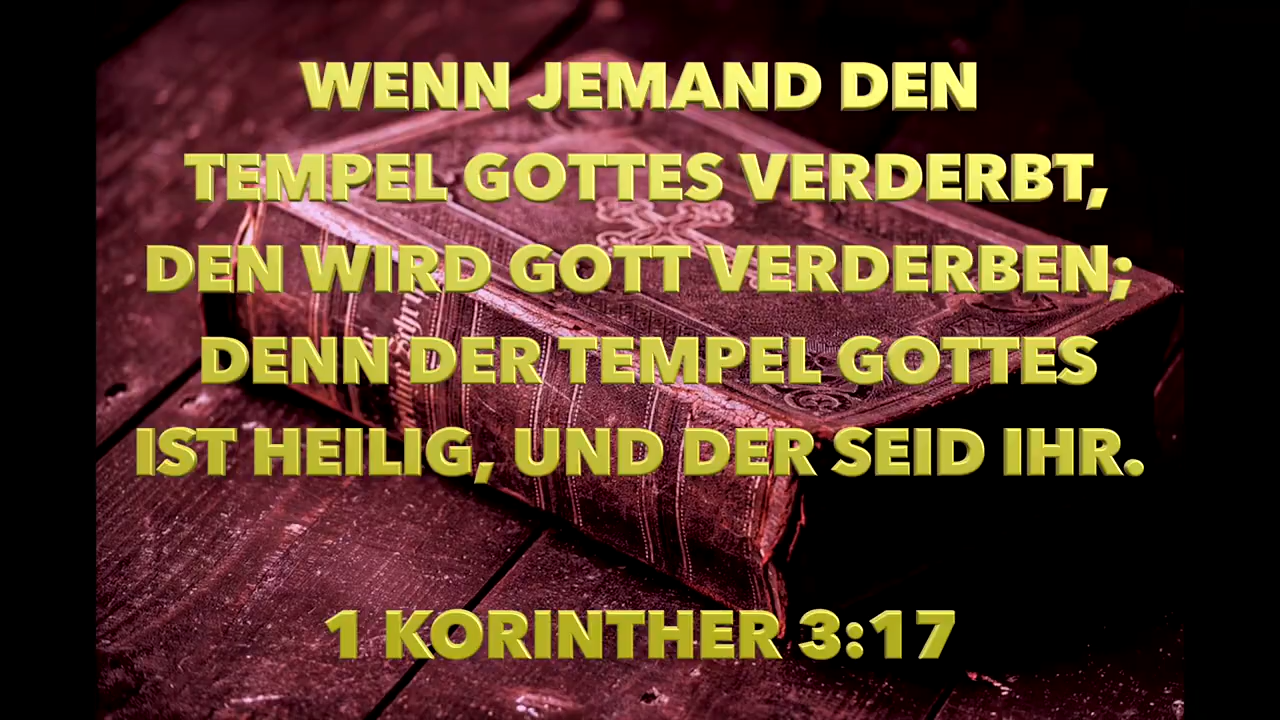 WENN JEMAND DEN
TEMPEL GOTTES VERDERBT,
DEN WIRD GOTT VERDERBEN;
DENN DER TEMPEL GOTTES
IST HEILIG, UND DER SEID IHR.
1 KORINTHER 3:17